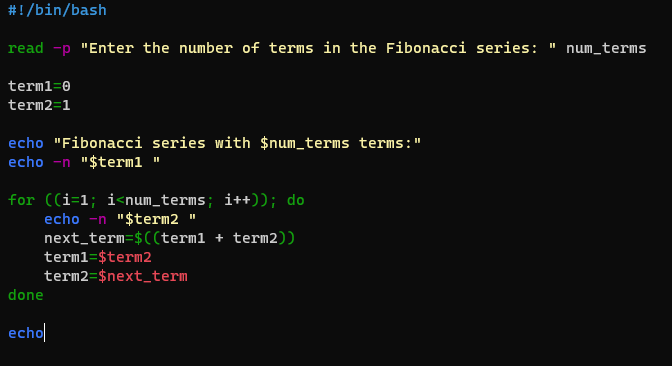 #!/bin/bash
read -p "Enter the number of terms in the Fibonacci series: " num_terms
term1=0
term2=1
echo "Fibonacci series with $num_terms terms:"
echo -n "$term1 "
for ((i=1; i<num_terms; i++)); do
    echo -n "$term2 "
    next_term=$((term1 + term2))
    term1=$term2
    term2=$next_term
done
echo